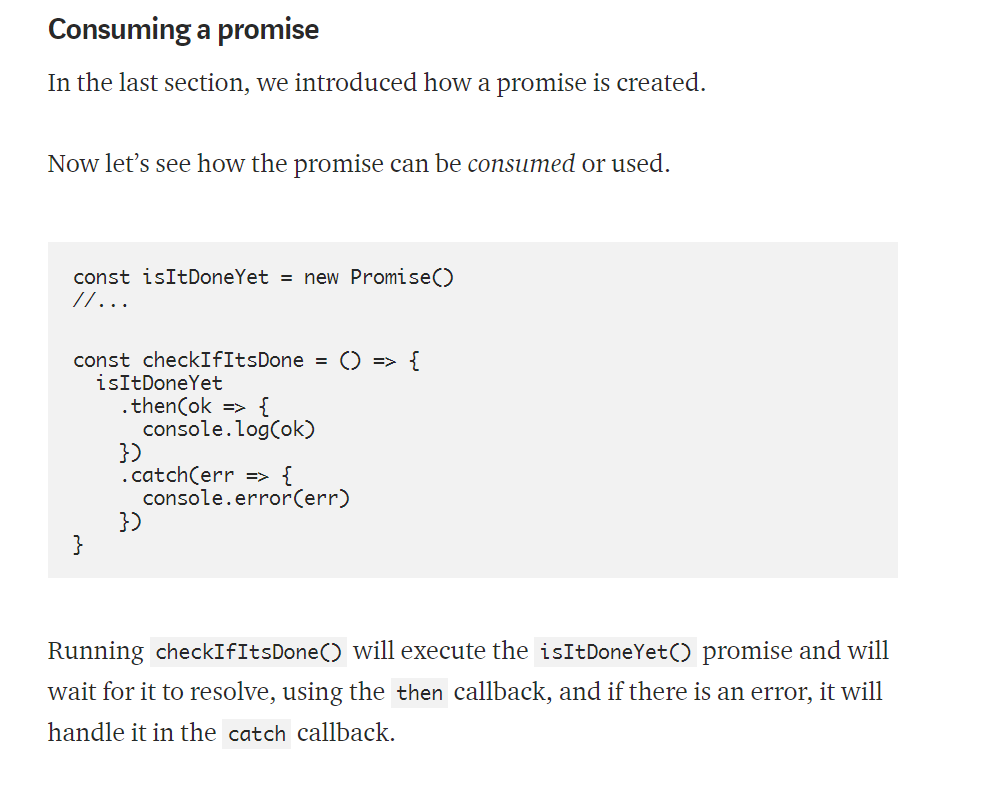 Consuming a promise
In the last section, we introduced how a promise is created.
Now let’s see how the promise can be consumed or used.
const isItDoneYet = new Promise()
//...
const checkIfItsDone = () => {
  isItDoneYet
    .then(ok => {
      console.log(ok)
    })
    .catch(err => {
      console.error(err)
    })
}
Running checkIfItsDone() will execute the isItDoneYet() promise and will
wait for it to resolve, using the then callback, and if there is an error, it will
handle it in the catch callback.